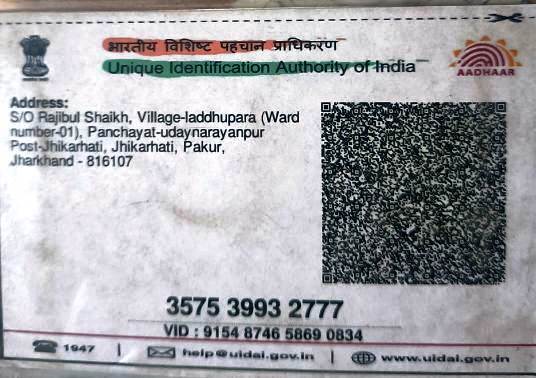 भारतीय विशिष्ट पहचान प्राधिकरण
Unique Identification Authority of India
AADHAAR
Address:
S/O Rajibul Shaikh, Village-laddhupara (Ward
number-01), Panchayat-udaynarayanpur
Post-Jhikarhati, Jhikarhati, Pakur,
Jharkhand - 816107
3575 3993 2777
VID : 9154 8746 5869 0834
1947 | help@uidai.gov.in | www.uidai.gov.in